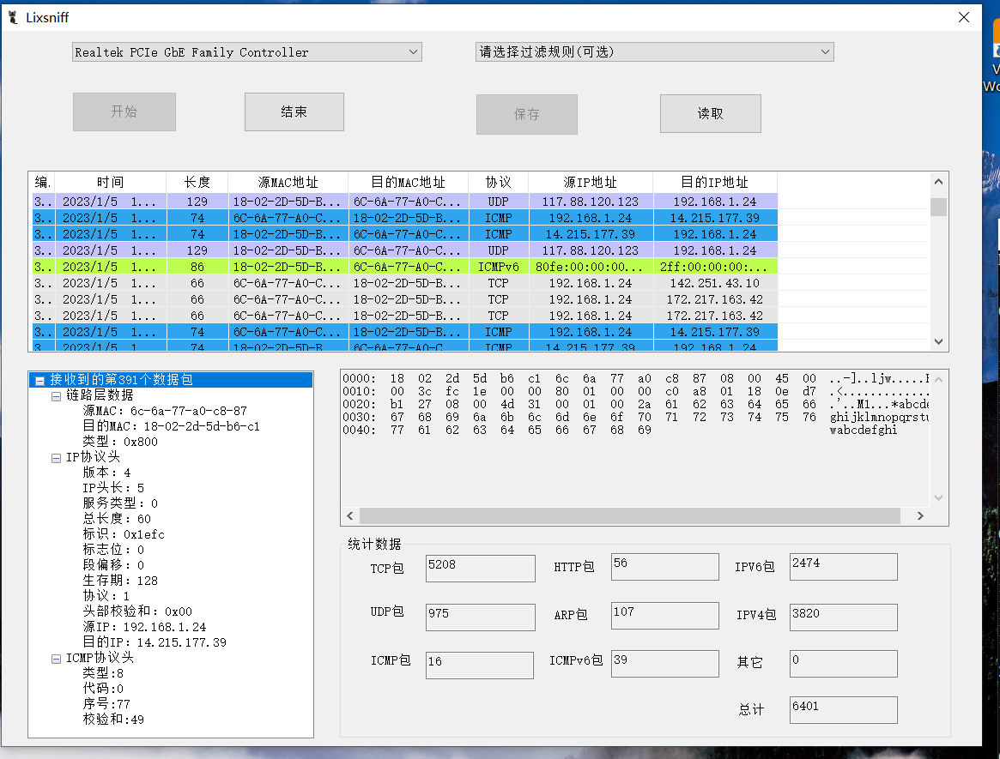 Lixsniff
Realtek PCIe GbE Family Controller 请选择过滤规则(可选)
开始 结束 保存 读取
编. 时间 长度 源MAC地址 目的MAC地址 协议 源IP地址 目的IP地址
3.. 2023/1/5 1... 129 18-02-2D-5D-B... 6C-6A-77-A0-C... UDP 117.88.120.123 192.168.1.24
3.. 2023/1/5 1... 74 6C-6A-77-A0-C... 18-02-2D-5D-B... ICMP 192.168.1.24 14.215.177.39
3.. 2023/1/5 1... 74 18-02-2D-5D-B... 6C-6A-77-A0-C... ICMP 14.215.177.39 192.168.1.24
3.. 2023/1/5 1... 129 18-02-2D-5D-B... 6C-6A-77-A0-C... UDP 117.88.120.123 192.168.1.24
3.. 2023/1/5 1... 86 18-02-2D-5D-B... 6C-6A-77-A0-C... ICMPv6 80fe:00:00:00... 2ff:00:00:00:...
3.. 2023/1/5 1... 66 6C-6A-77-A0-C... 18-02-2D-5D-B... TCP 192.168.1.24 142.251.43.10
3.. 2023/1/5 1... 66 6C-6A-77-A0-C... 18-02-2D-5D-B... TCP 192.168.1.24 172.217.163.42
3.. 2023/1/5 1... 66 6C-6A-77-A0-C... 18-02-2D-5D-B... TCP 192.168.1.24 172.217.163.42
3.. 2023/1/5 1... 74 6C-6A-77-A0-C... 18-02-2D-5D-B... ICMP 192.168.1.24 14.215.177.39
3.. 2023/1/5 1... 74 18-02-2D-5D-B... 6C-6A-77-A0-C... ICMP 14.215.177.39 192.168.1.24
接收到的第391个数据包
链路层数据
源MAC：6c-6a-77-a0-c8-87
目的MAC：18-02-2d-5d-b6-c1
类型：0x800
IP协议头
版本：4
IP头长：5
服务类型：0
总长度：60
标识：0x1efc
标志位：0
段偏移：0
生存期：128
协议：1
头部校验和：0x00
源IP：192.168.1.24
目的IP：14.215.177.39
ICMP协议头
类型:8
代码:0
序号:77
校验和:49
0000: 18 02 2d 5d b6 c1 6c 6a 77 a0 c8 87 08 00 45 00 ..-]..ljw.....E
0010: 00 3c fc 1e 00 00 80 01 00 00 c0 a8 01 18 0e d7 .<.............
0020: b1 27 08 00 4d 31 00 01 00 2a 61 62 63 64 65 66 .'..M1...*abcde
0030: 67 68 69 6a 6b 6c 6d 6e 6f 70 71 72 73 74 75 76 ghijklmnopqrstu
0040: 77 61 62 63 64 65 66 67 68 69 wabcdefghi
统计数据
TCP包 5208 HTTP包 56 IPV6包 2474
UDP包 975 ARP包 107 IPV4包 3820
ICMP包 16 ICMPv6包 39 其它 0
总计 6401